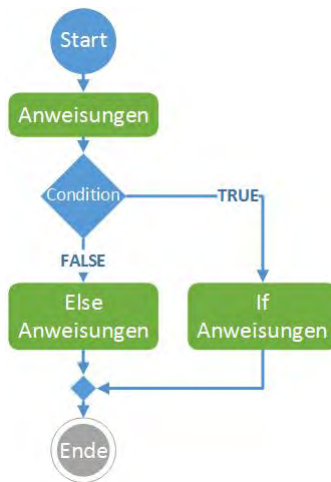 Start
Anweisungen
Condition
TRUE
FALSE
Else
Anweisungen
If
Anweisungen
Ende